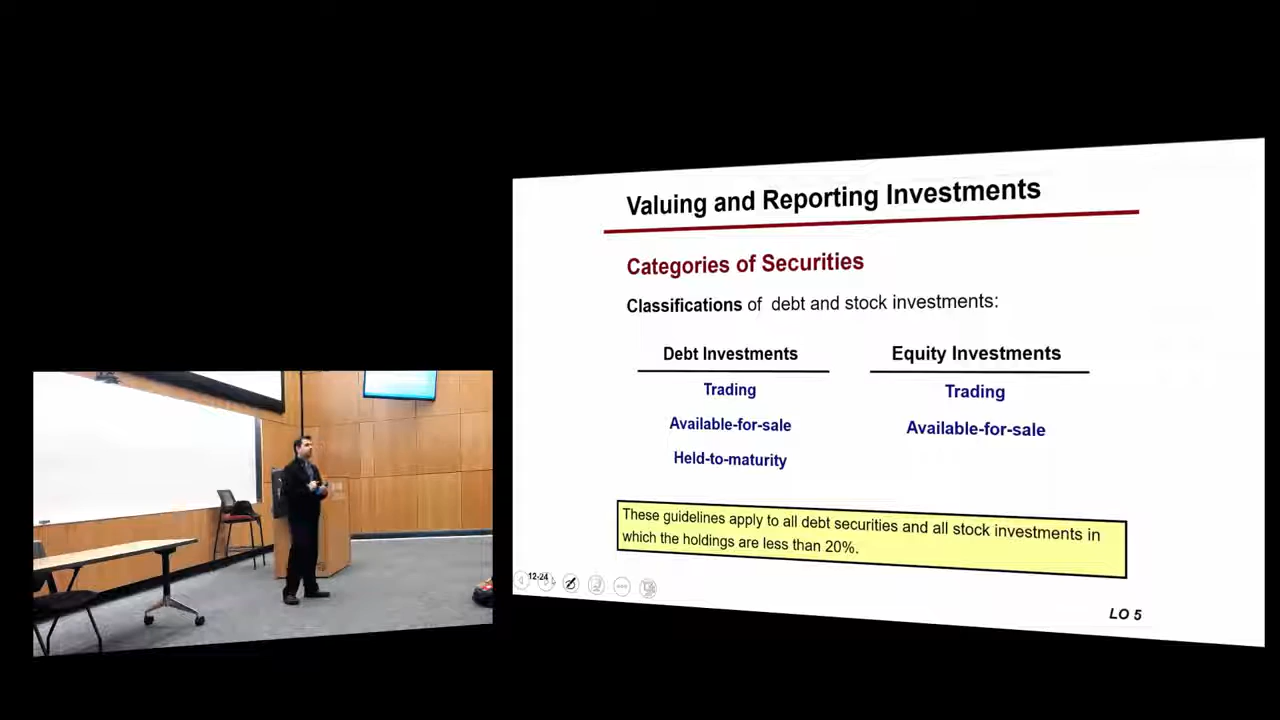 Valuing and Reporting Investments
Categories of Securities
Classifications of debt and stock investments:
Debt Investments
Trading
Available-for-sale
Held-to-maturity
Equity Investments
Trading
Available-for-sale
These guidelines apply to all debt securities and all stock investments in
which the holdings are less than 20%.
12-24
LO 5